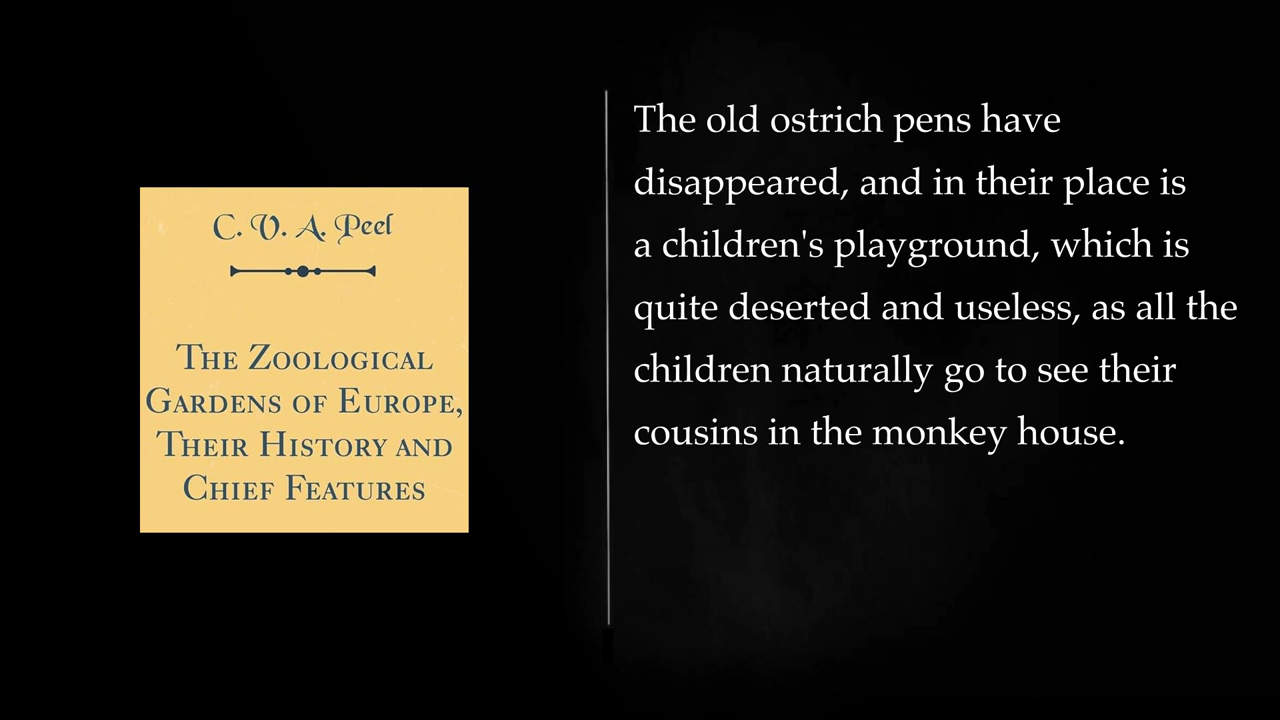 C. V. A. Peel
The Zoological
Gardens of Europe,
Their History and
Chief Features
The old ostrich pens have
disappeared, and in their place is
a children's playground, which is
quite deserted and useless, as all the
children naturally go to see their
cousins in the monkey house.